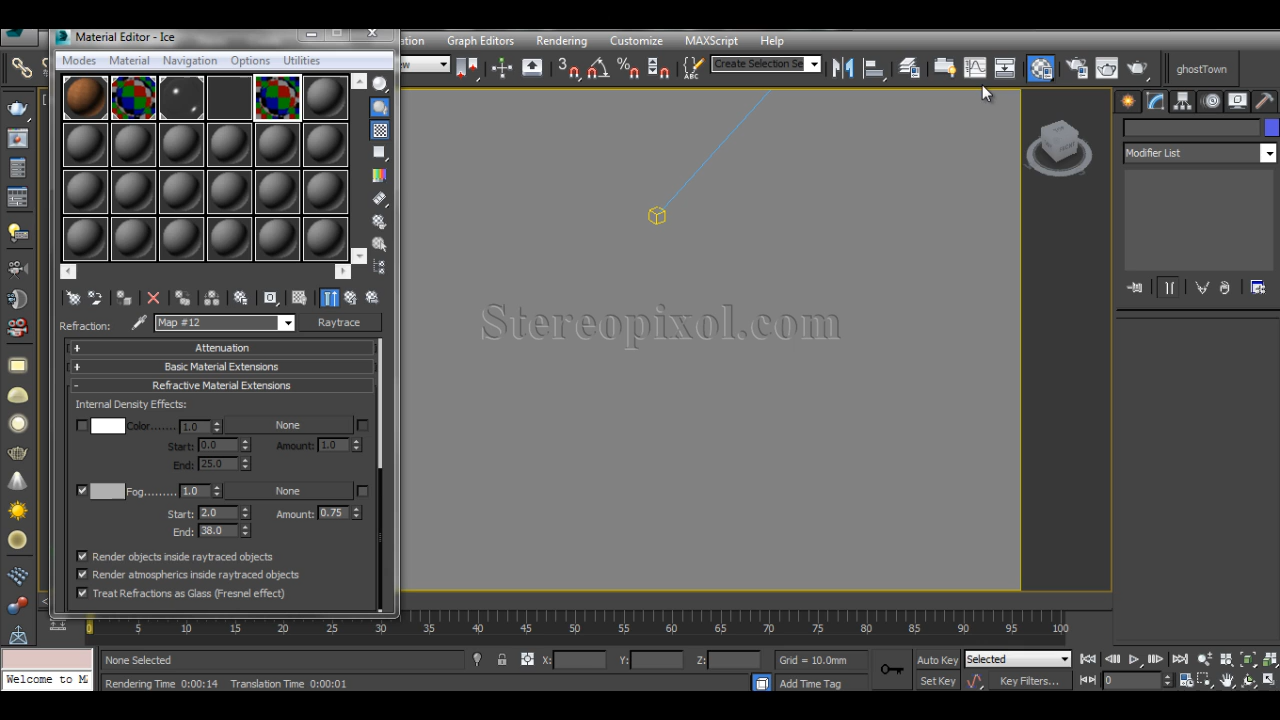 Material Editor - Ice
Modes Material Navigation Options Utilities
Graph Editors Rendering Customize MAXScript Help
Create Selection Se
ABC
ghostTown
Modifier List
Stereopixol.com
Refraction: Map #12 Raytrace
+ Attenuation
+ Basic Material Extensions
- Refractive Material Extensions
Internal Density Effects:
Color....... 1.0 None
Start: 0.0 Amount: 1.0
End: 25.0
Fog......... 1.0 None
Start: 2.0 Amount: 0.75
End: 38.0
Render objects inside raytraced objects
Render atmospherics inside raytraced objects
Treat Refractions as Glass (Fresnel effect)
0 5 10 15 20 25 30 35 40 45 50 55 60 65 70 75 80 85 90 95 100
None Selected X: Y: Z: Grid = 10.0mm Auto Key Selected
Welcome to M Rendering Time 0:00:14 Translation Time 0:00:01 Add Time Tag Set Key Key Filters... 0